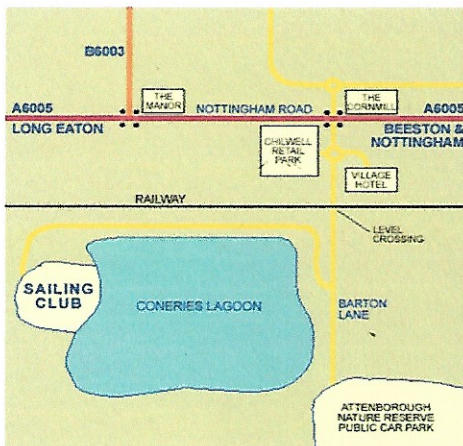 B6003
THE
MANOR
THE
CORNMILL
A6005
NOTTINGHAM ROAD
A6005
LONG EATON
BEESTON &
NOTTINGHAM
CHILWELL
RETAIL
PARK
VILLAGE
HOTEL
RAILWAY
LEVEL
CROSSING
SAILING
CLUB
CONERIES LAGOON
BARTON
LANE
ATTENBOROUGH
NATURE RESERVE
PUBLIC CAR PARK